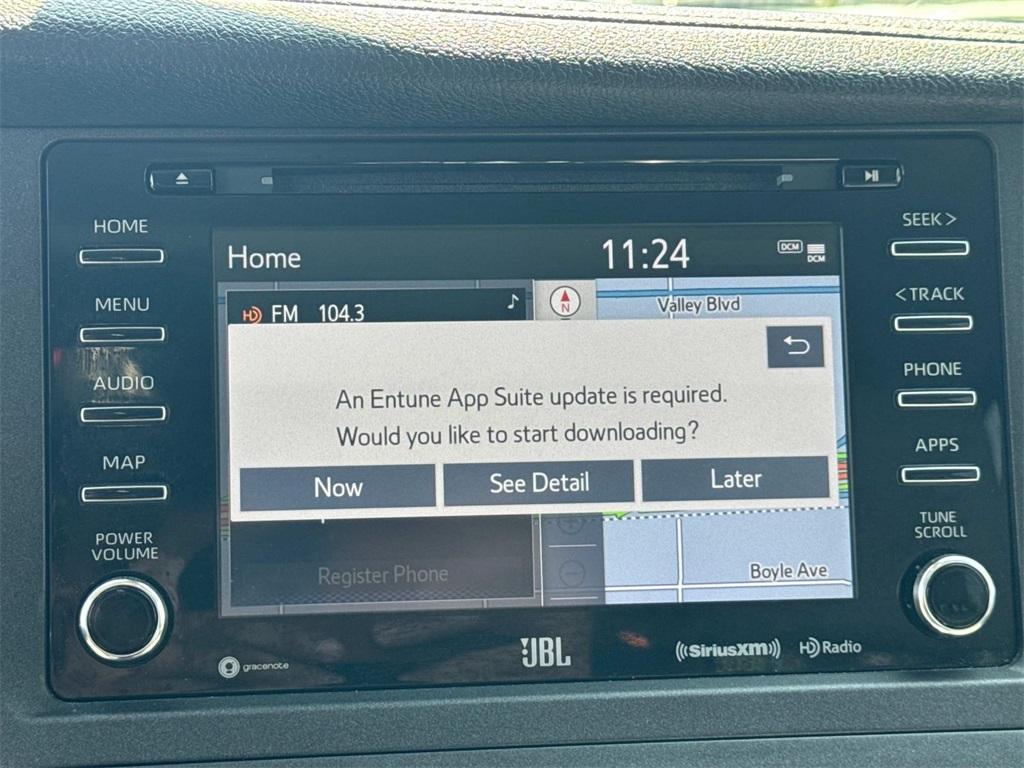 HOME
MENU
AUDIO
MAP
POWER
VOLUME
Home
11:24
DCM
DCM
HD FM 104.3
N
Valley Blvd
An Entune App Suite update is required.
Would you like to start downloading?
Now
See Detail
Later
Register Phone
Boyle Ave
SEEK >
< TRACK
PHONE
APPS
TUNE
SCROLL
gracenote
JBL
((SiriusXM))
HD Radio